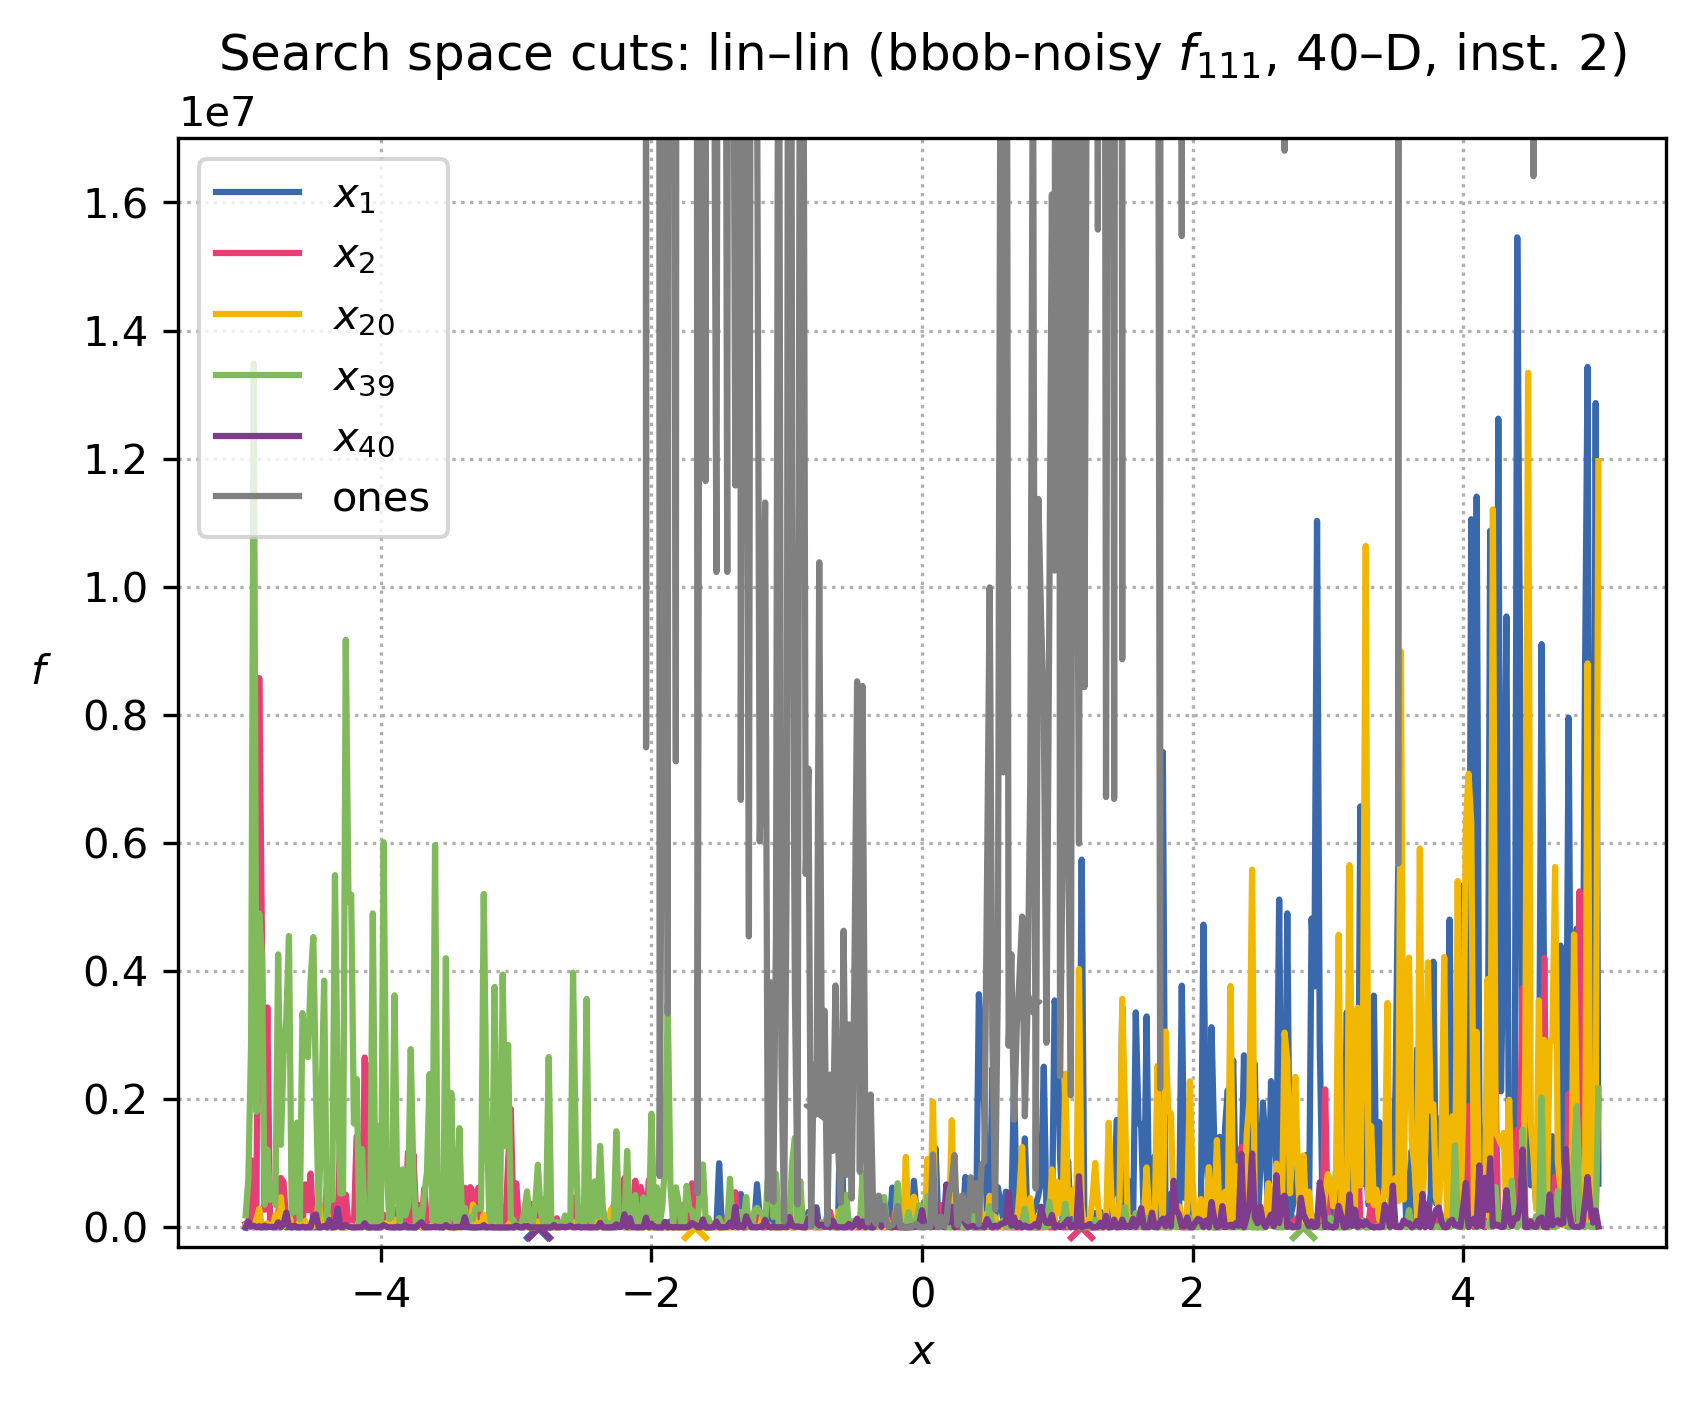 Search space cuts: lin–lin (bbob-noisy f₁₁₁, 40–D, inst. 2)
1e7
x₁
x₂
x₂₀
x₃₉
x₄₀
ones
1.6
1.4
1.2
1.0
0.8
0.6
0.4
0.2
0.0
f
−4 −2 0 2 4
x